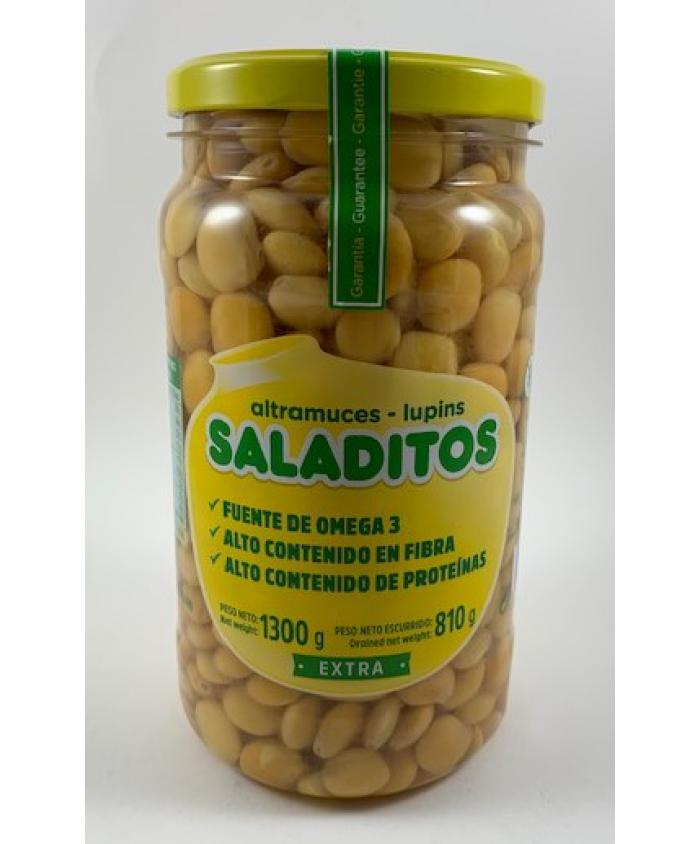 Garantia - Guarantee - Garantie - G
altramuces - lupins
SALADITOS
✓ FUENTE DE OMEGA 3
✓ ALTO CONTENIDO EN FIBRA
✓ ALTO CONTENIDO DE PROTEÍNAS
PESO NETO:
Net weight: 1300 g
PESO NETO ESCURRIDO:
Drained net weight: 810 g
• EXTRA •